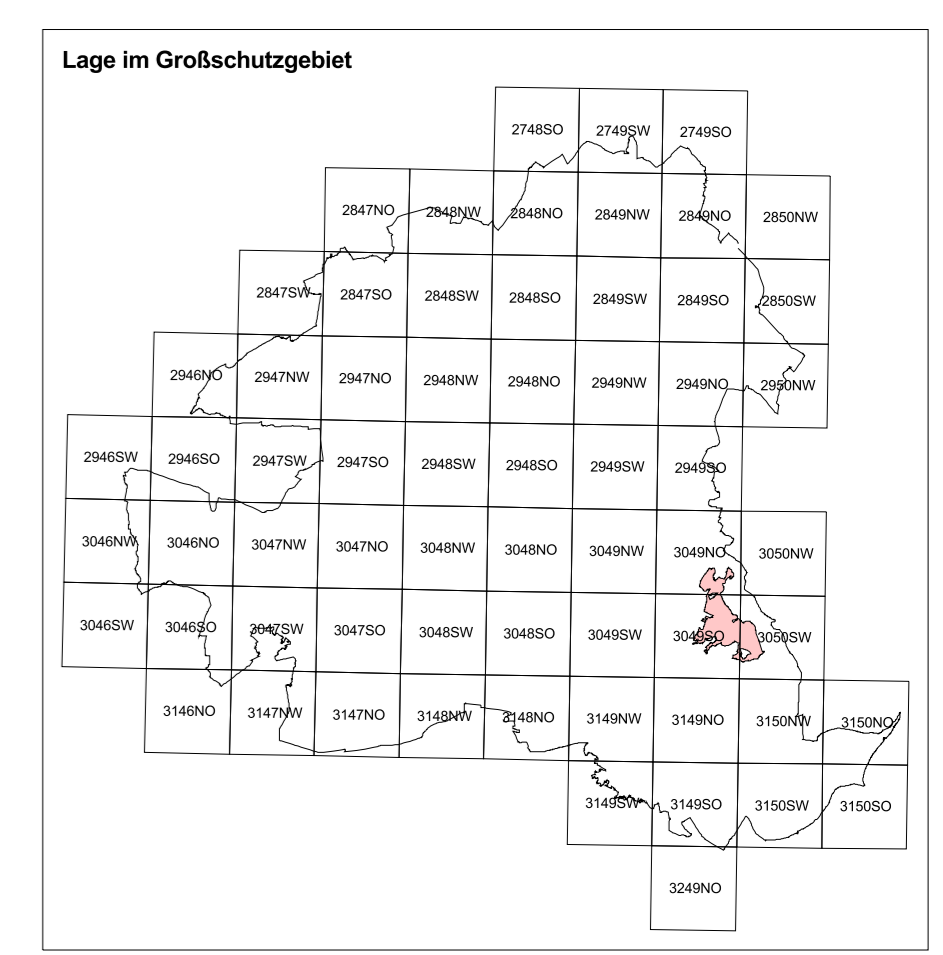 Lage im Großschutzgebiet
2748SO 2749SW 2749SO
2847NO 2848NW 2848NO 2849NW 2849NO 2850NW
2847SW 2847SO 2848SW 2848SO 2849SW 2849SO 2850SW
2946NO 2947NW 2947NO 2948NW 2948NO 2949NW 2949NO 2950NW
2946SW 2946SO 2947SW 2947SO 2948SW 2948SO 2949SW 2949SO
3046NW 3046NO 3047NW 3047NO 3048NW 3048NO 3049NW 3049NO 3050NW
3046SW 3046SO 3047SW 3047SO 3048SW 3048SO 3049SW 3049SO 3050SW
3146NO 3147NW 3147NO 3148NW 3148NO 3149NW 3149NO 3150NW 3150NO
3149SW 3149SO 3150SW 3150SO
3249NO